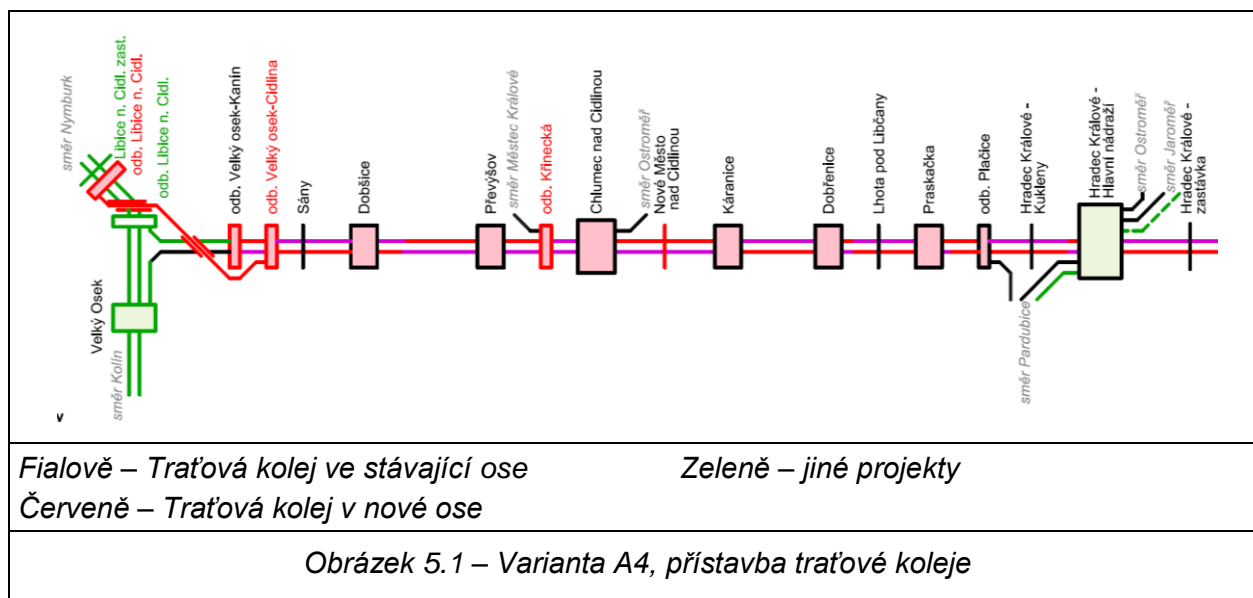 směr Nymburk
Libice n. Cidl. zast.
odb. Libice n. Cidl.
odb. Libice n. Cidl.
odb. Velký osek-Kanín
odb. Velký osek-Cidlina
Sány
Dobšice
Převýšov
směr Městec Králové
odb. Křinecká
Chlumec nad Cidlinou
směr Ostroměř
Nové Město
nad Cidlinou
Káranice
Dobřenice
Lhota pod Libčany
Praskačka
odb. Plačice
Hradec Králové -
Kukleny
Hradec Králové -
Hlavní nádraží
směr Ostroměř
směr Jaroměř
Hradec Králové -
zastávka
Velký Osek
směr Kolín
směr Pardubice
Fialově – Traťová kolej ve stávající ose Zeleně – jiné projekty
Červeně – Traťová kolej v nové ose
Obrázek 5.1 – Varianta A4, přístavba traťové koleje